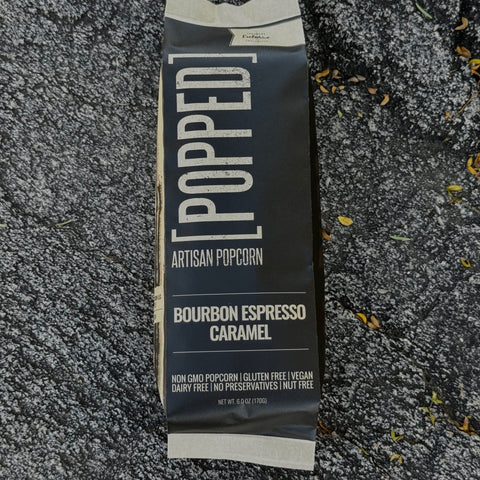 [POPPED]
ARTISAN POPCORN
BOURBON ESPRESSO
CARAMEL
NON GMO POPCORN | GLUTEN FREE | VEGAN
DAIRY FREE | NO PRESERVATIVES | NUT FREE
NET WT. 6.0 OZ (170G)